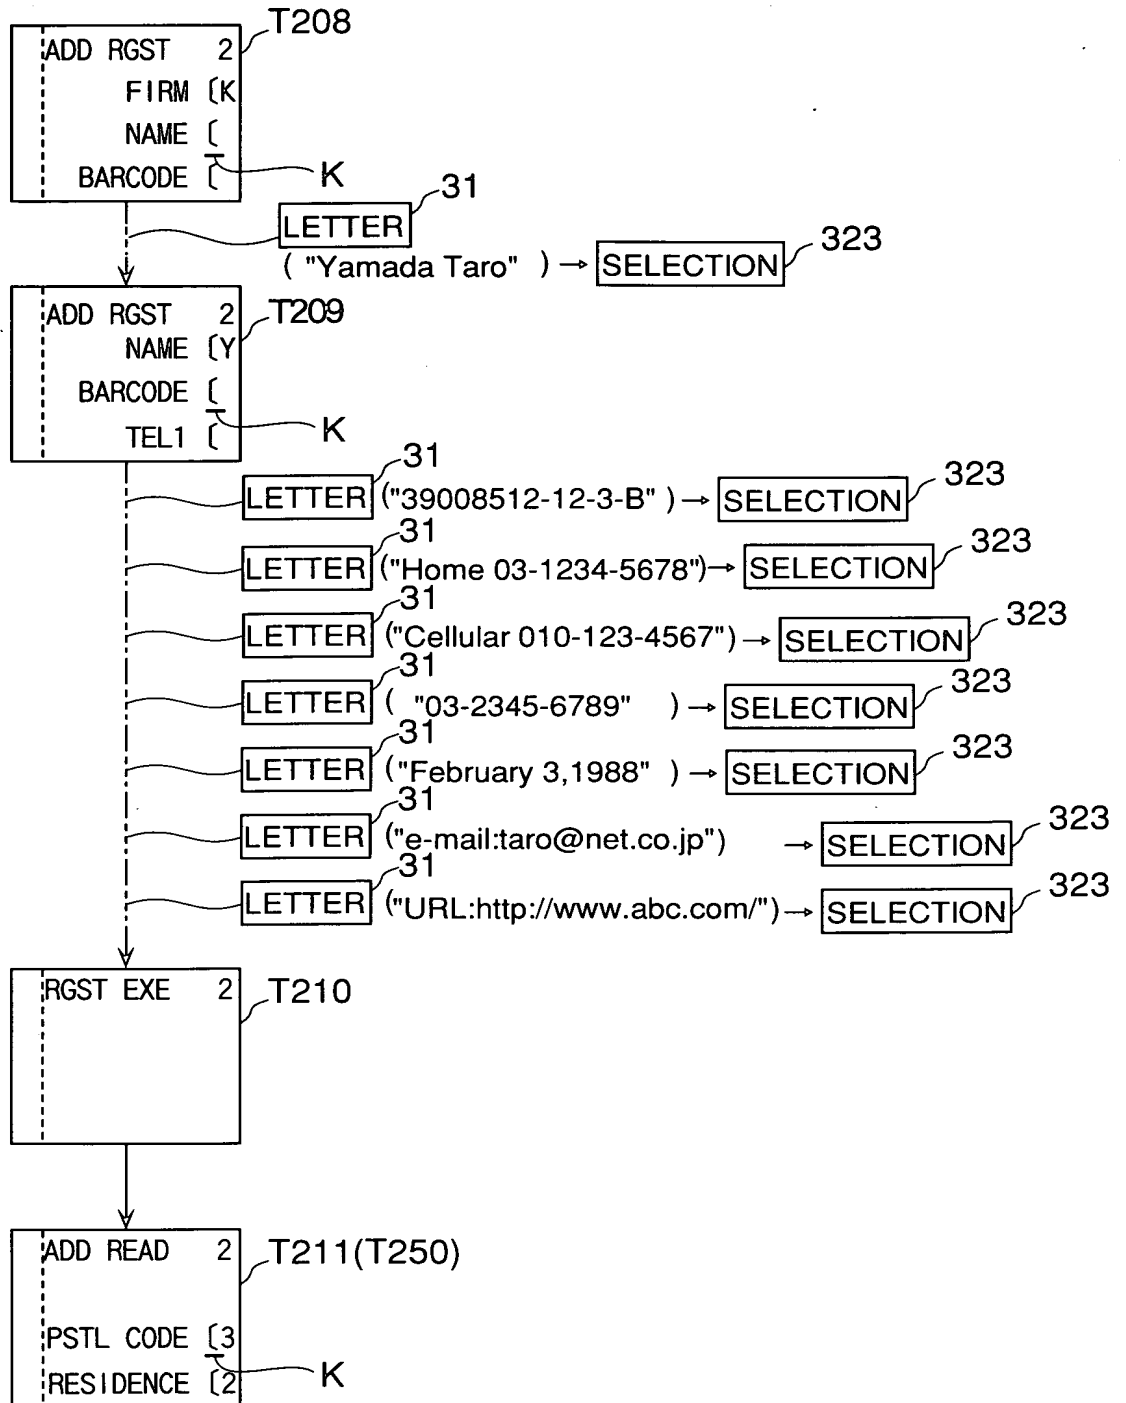 T208
ADD RGST 2
FIRM [K
NAME [
BARCODE [
K
31
LETTER
323
( "Yamada Taro" ) → SELECTION
ADD RGST 2
T209
NAME [Y
BARCODE [
K
TEL1 [
31
323
LETTER ("39008512-12-3-B" ) → SELECTION
31
323
LETTER ("Home 03-1234-5678") → SELECTION
31
323
LETTER ("Cellular 010-123-4567") → SELECTION
31
323
LETTER ( "03-2345-6789" ) → SELECTION
31
323
LETTER ("February 3,1988" ) → SELECTION
31
323
LETTER ("e-mail:taro@net.co.jp") → SELECTION
31
323
LETTER ("URL:http://www.abc.com/") → SELECTION
RGST EXE 2
T210
ADD READ 2
T211(T250)
PSTL CODE [3
K
RESIDENCE [2